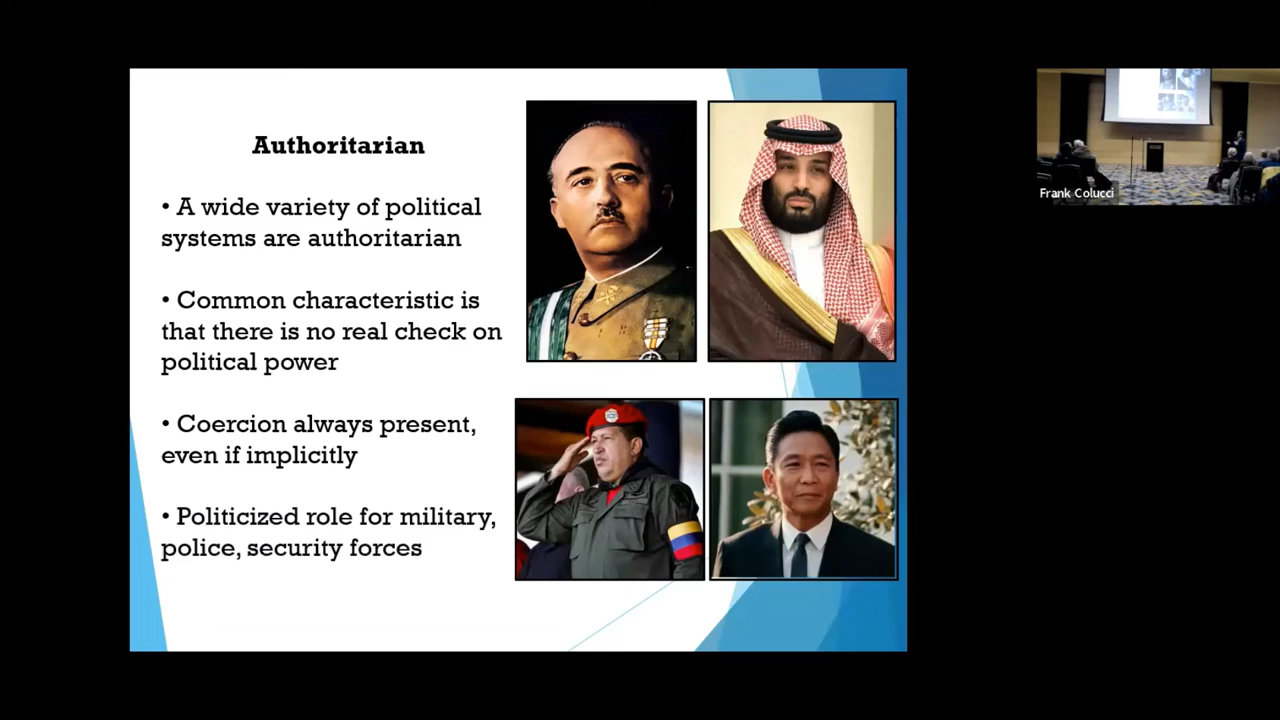 Authoritarian
• A wide variety of political
systems are authoritarian
• Common characteristic is
that there is no real check on
political power
• Coercion always present,
even if implicitly
• Politicized role for military,
police, security forces
Frank Colucci